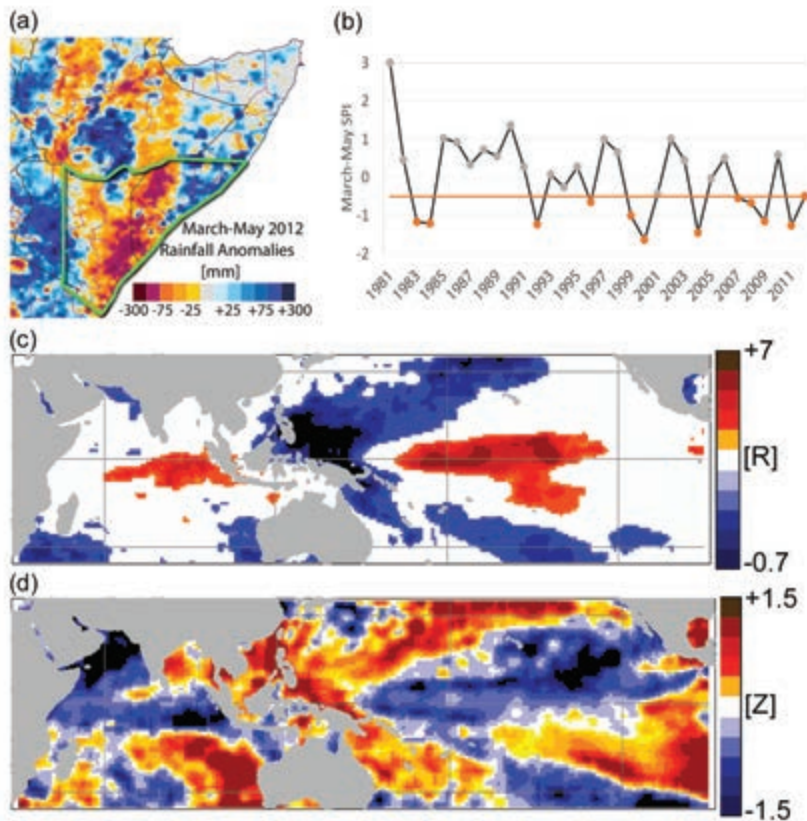 (a)
March-May 2012
Rainfall Anomalies
[mm]
-300 -75 -25 +25 +75 +300
(b)
March-May SPI
3
2
1
0
-1
-2
1981 1983 1985 1987 1989 1991 1993 1995 1997 1999 2001 2003 2005 2007 2009 2011
(c)
+7
[R]
-0.7
(d)
+1.5
[Z]
-1.5